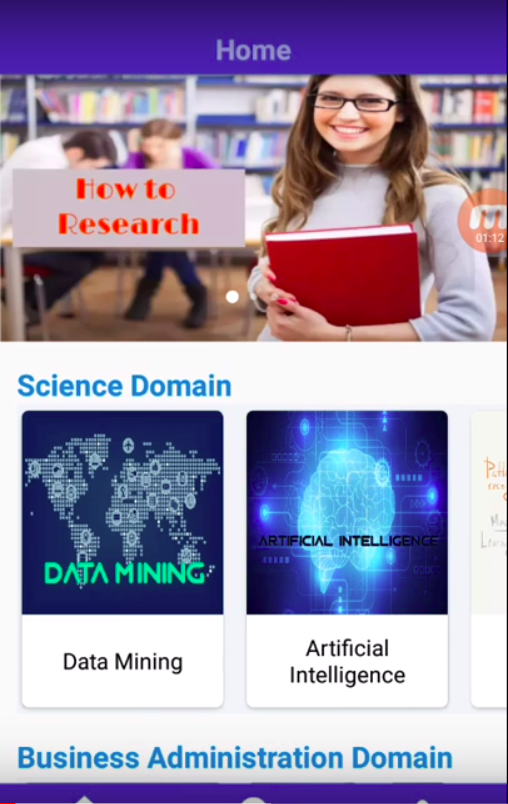 Home
How to
Research
01:12
Science Domain
DATA MINING
ARTIFICIAL INTELLIGENCE
Data Mining
Artificial
Intelligence
Business Administration Domain